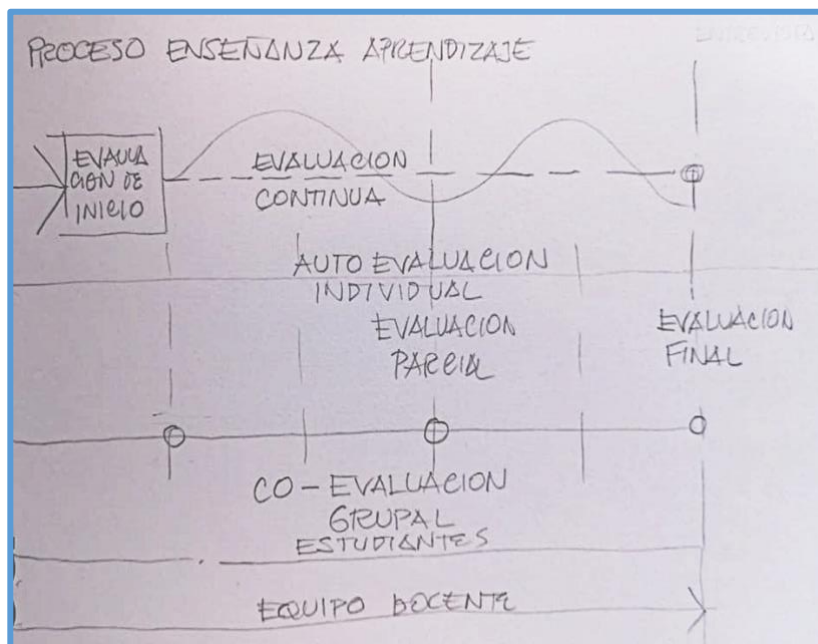 PROCESO ENSEÑANZA APRENDIZAJE
EVAULA
CION DE
INICIO
EVALUACION
CONTINUA
AUTO EVALUACION
INDIVIDUAL
EVALUACION
PARCIAL
EVALUACION
FINAL
CO-EVALUACION
GRUPAL
ESTUDIANTES
EQUIPO DOCENTE